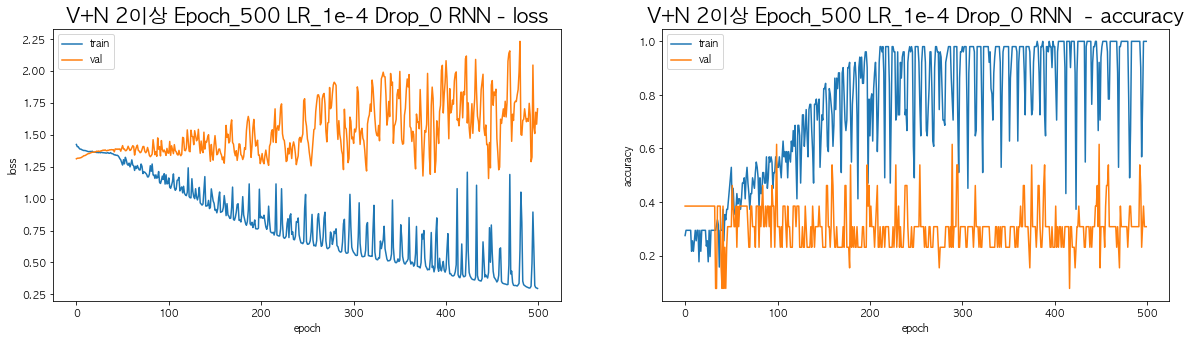 V+N 2이상 Epoch_500 LR_1e-4 Drop_0 RNN - loss
train
val
2.25
2.00
1.75
1.50
1.25
1.00
0.75
0.50
0.25
loss
0
100
200
300
400
500
epoch
V+N 2이상 Epoch_500 LR_1e-4 Drop_0 RNN - accuracy
train
val
1.0
0.8
0.6
0.4
0.2
accuracy
0
100
200
300
400
500
epoch